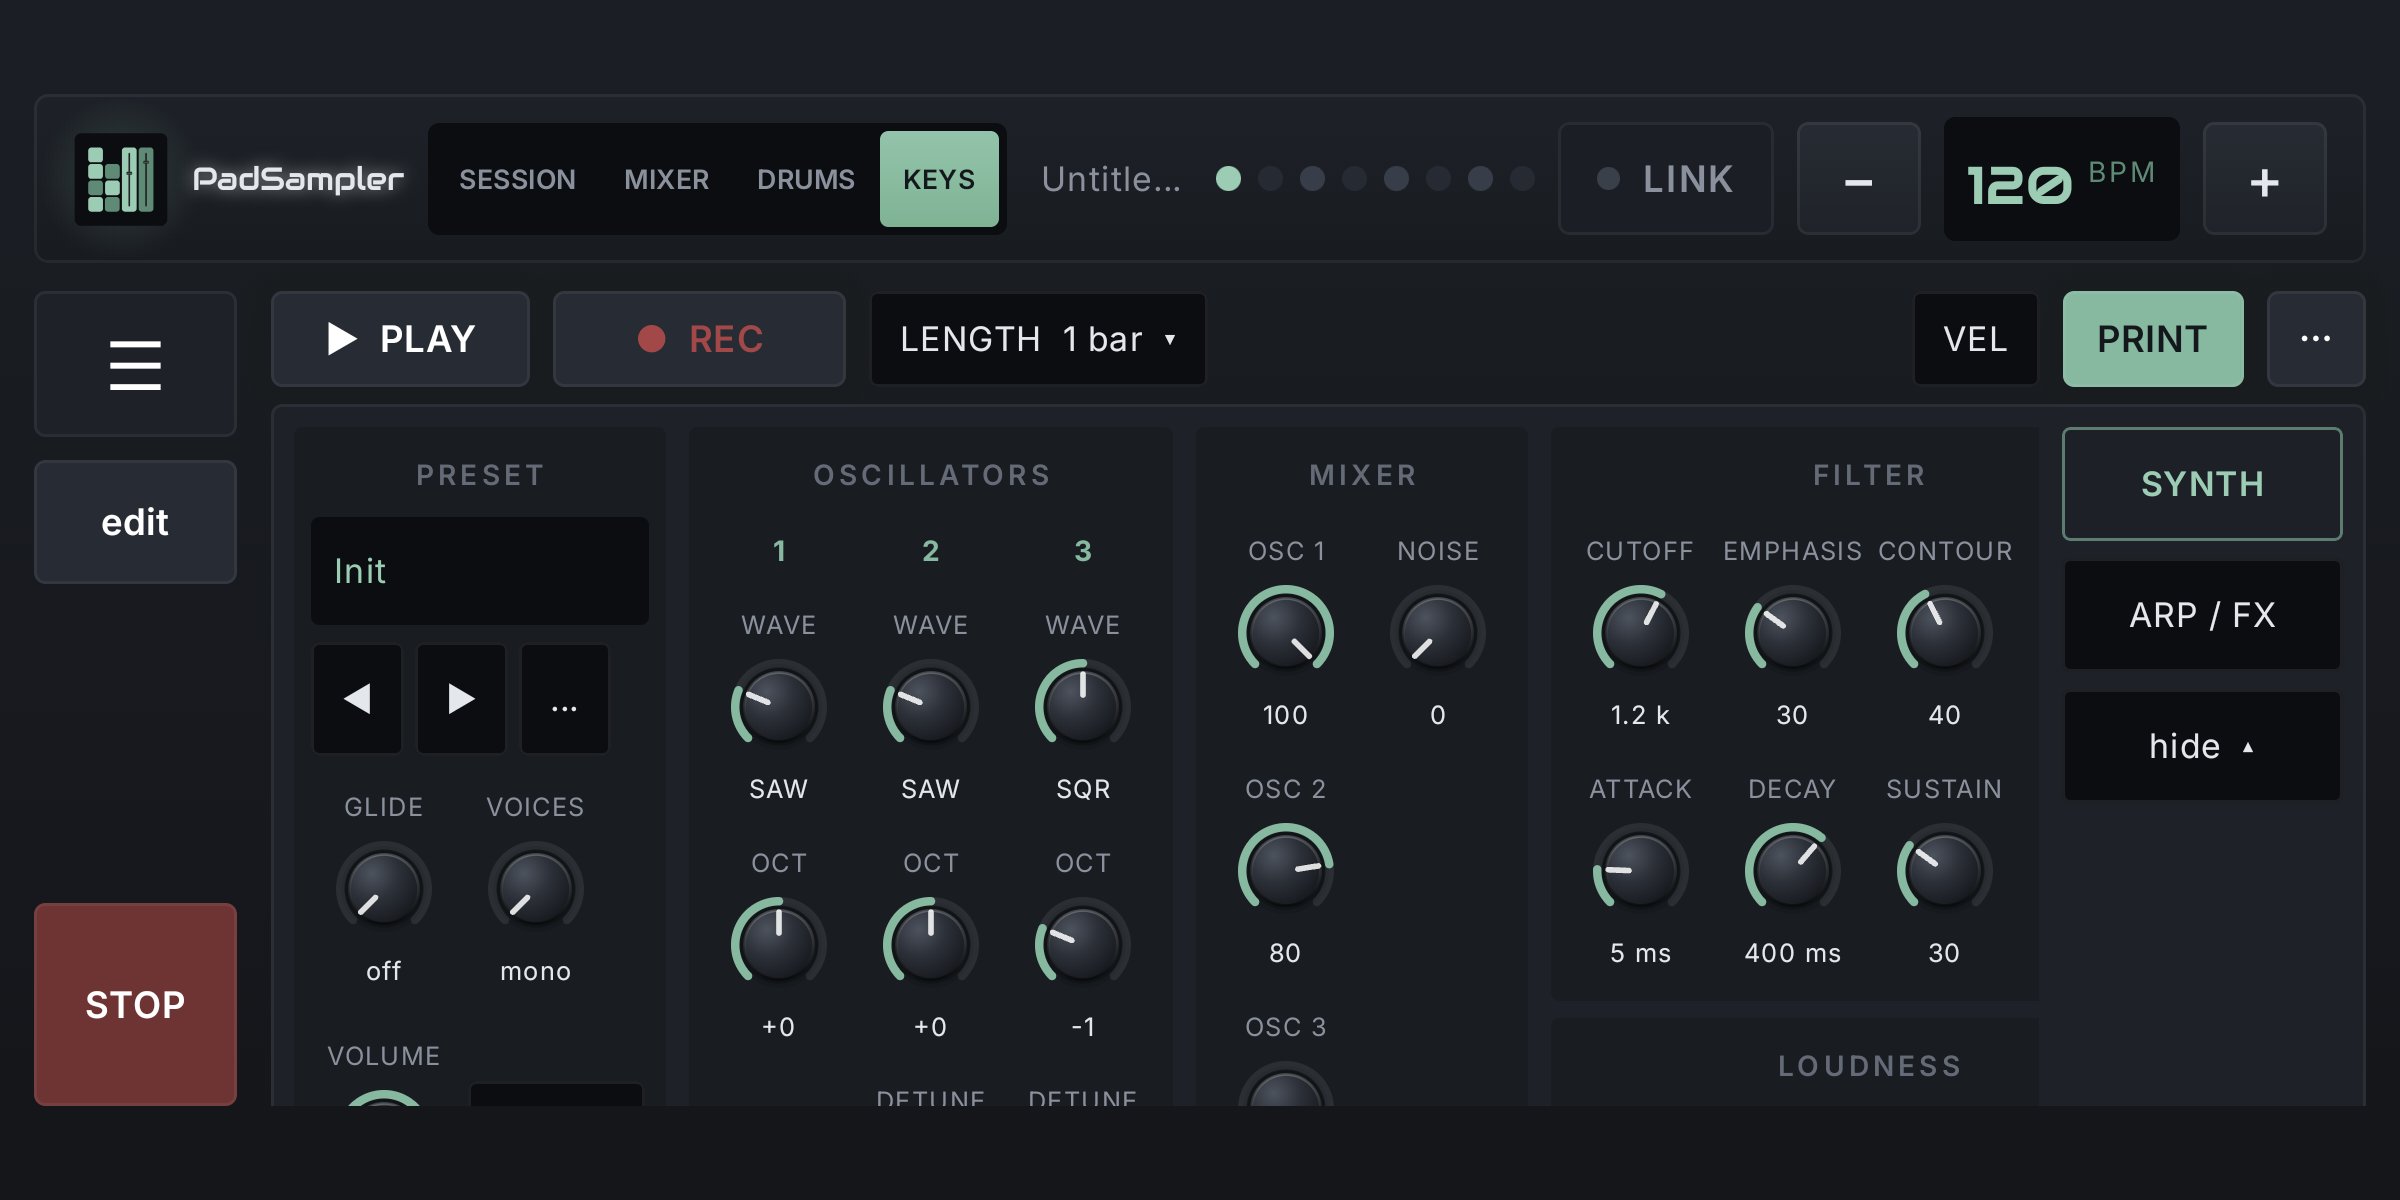 PadSampler
SESSION MIXER DRUMS KEYS
Untitle...
LINK
−
120 BPM
+
PLAY
REC
LENGTH 1 bar
VEL
PRINT
...
edit
STOP
PRESET
Init
...
GLIDE VOICES
off mono
VOLUME
OSCILLATORS
1 2 3
WAVE WAVE WAVE
SAW SAW SQR
OCT OCT OCT
+0 +0 -1
DETUNE DETUNE
MIXER
OSC 1 NOISE
100 0
OSC 2
80
OSC 3
FILTER
CUTOFF EMPHASIS CONTOUR
1.2 k 30 40
ATTACK DECAY SUSTAIN
5 ms 400 ms 30
LOUDNESS
SYNTH
ARP / FX
hide